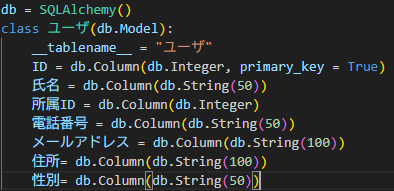 db = SQLAlchemy()
class ユーザ(db.Model):
    __tablename__ = "ユーザ"
    ID = db.Column(db.Integer, primary_key = True)
    氏名 = db.Column(db.String(50))
    所属ID = db.Column(db.Integer)
    電話番号 = db.Column(db.String(50))
    メールアドレス = db.Column(db.String(100))
    住所= db.Column(db.String(100))
    性別= db.Column(db.String(50))